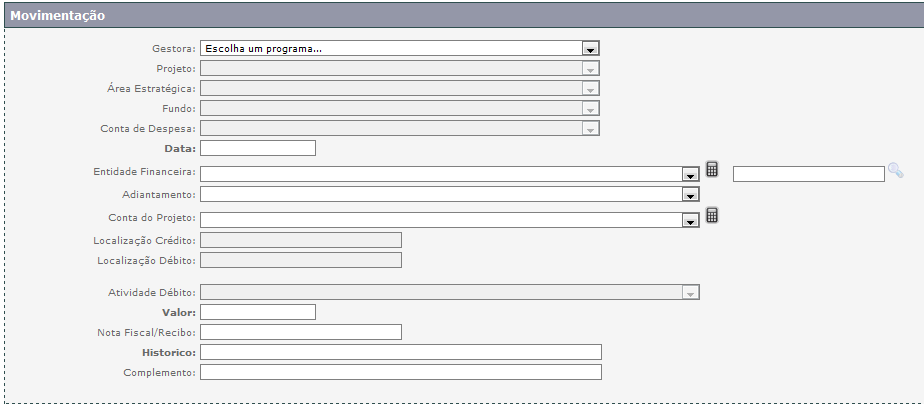 Movimentação
Gestora: Escolha um programa...
Projeto:
Área Estratégica:
Fundo:
Conta de Despesa:
Data:
Entidade Financeira:
Adiantamento:
Conta do Projeto:
Localização Crédito:
Localização Débito:
Atividade Débito:
Valor:
Nota Fiscal/Recibo:
Historico:
Complemento: